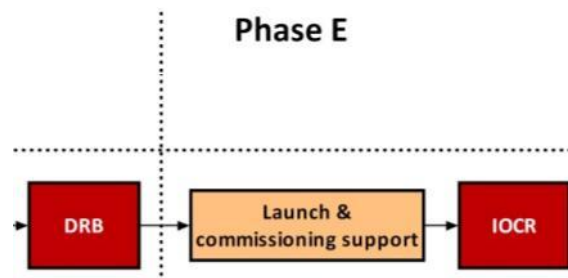 Phase E
DRB
Launch &
commissioning support
IOCR